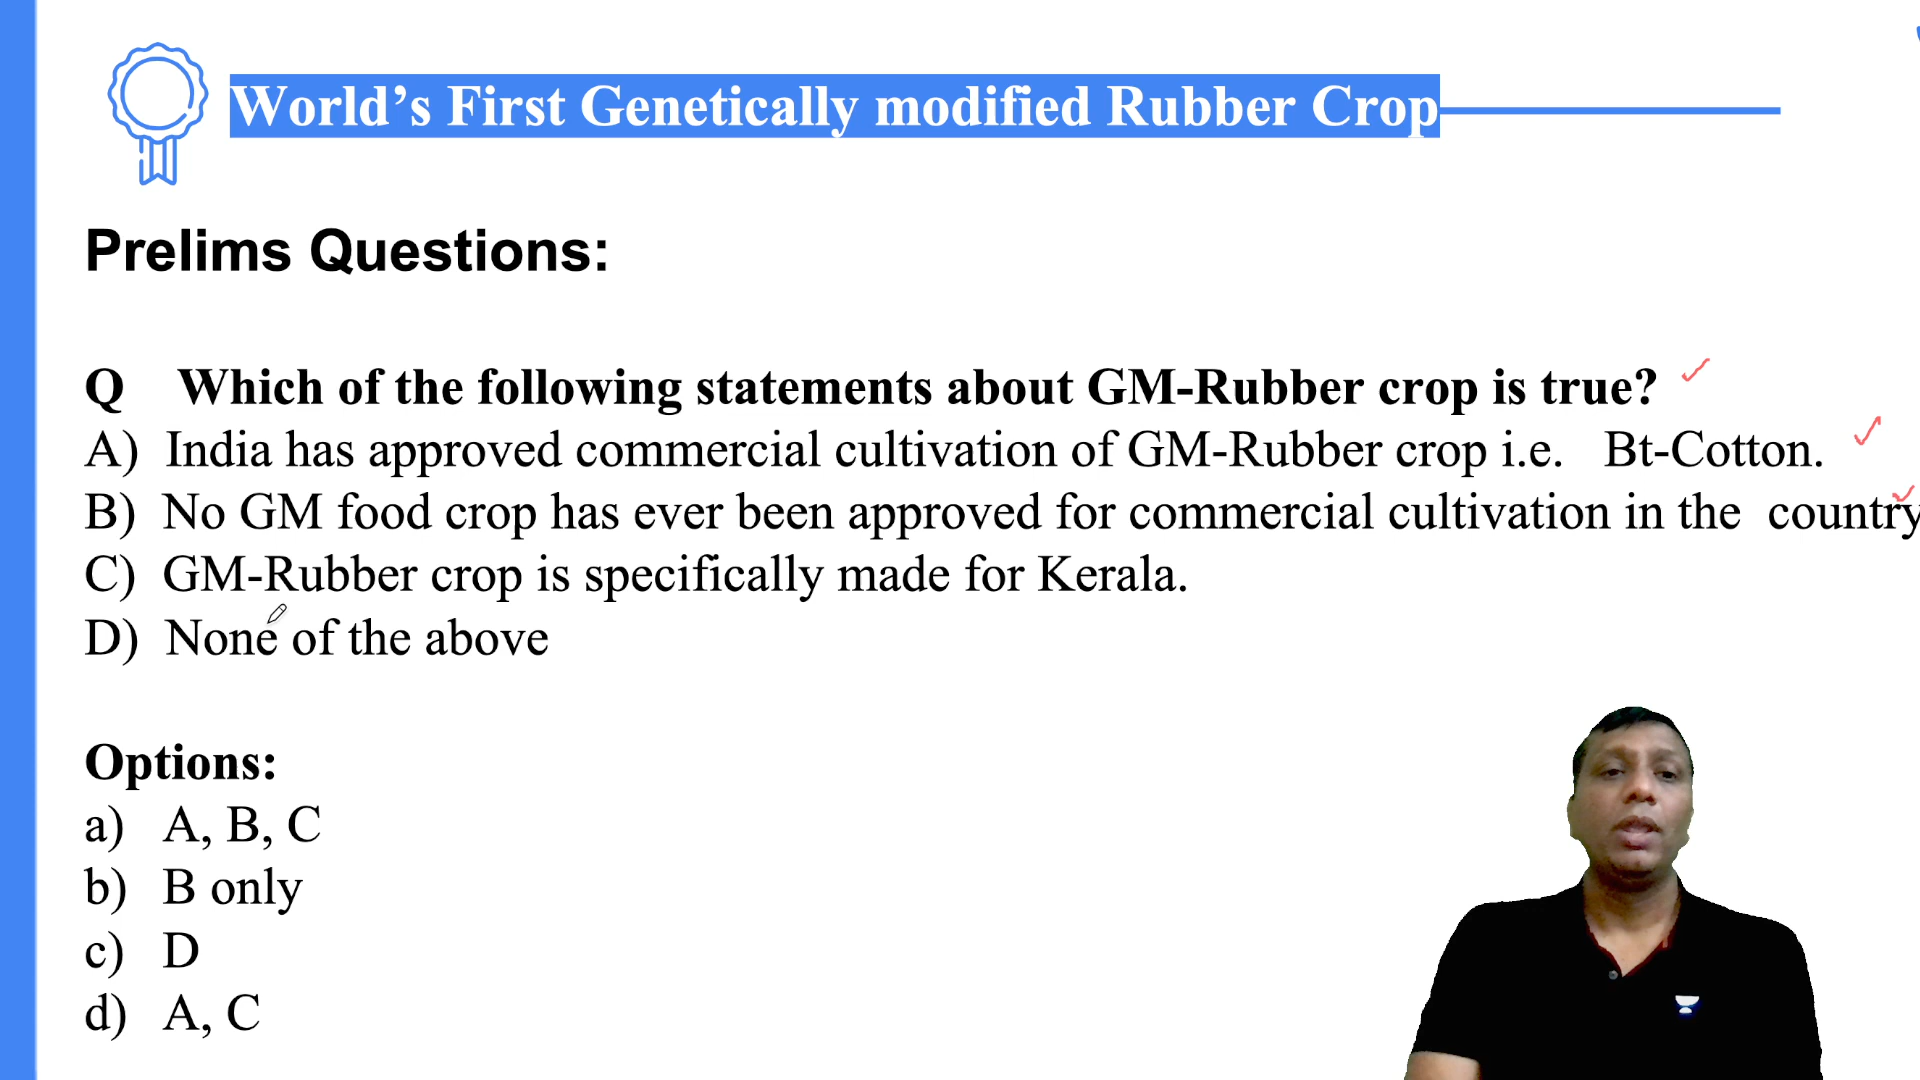 World’s First Genetically modified Rubber Crop
Prelims Questions:
Q Which of the following statements about GM-Rubber crop is true?
A) India has approved commercial cultivation of GM-Rubber crop i.e. Bt-Cotton.
B) No GM food crop has ever been approved for commercial cultivation in the country
C) GM-Rubber crop is specifically made for Kerala.
D) None of the above
Options:
a) A, B, C
b) B only
c) D
d) A, C